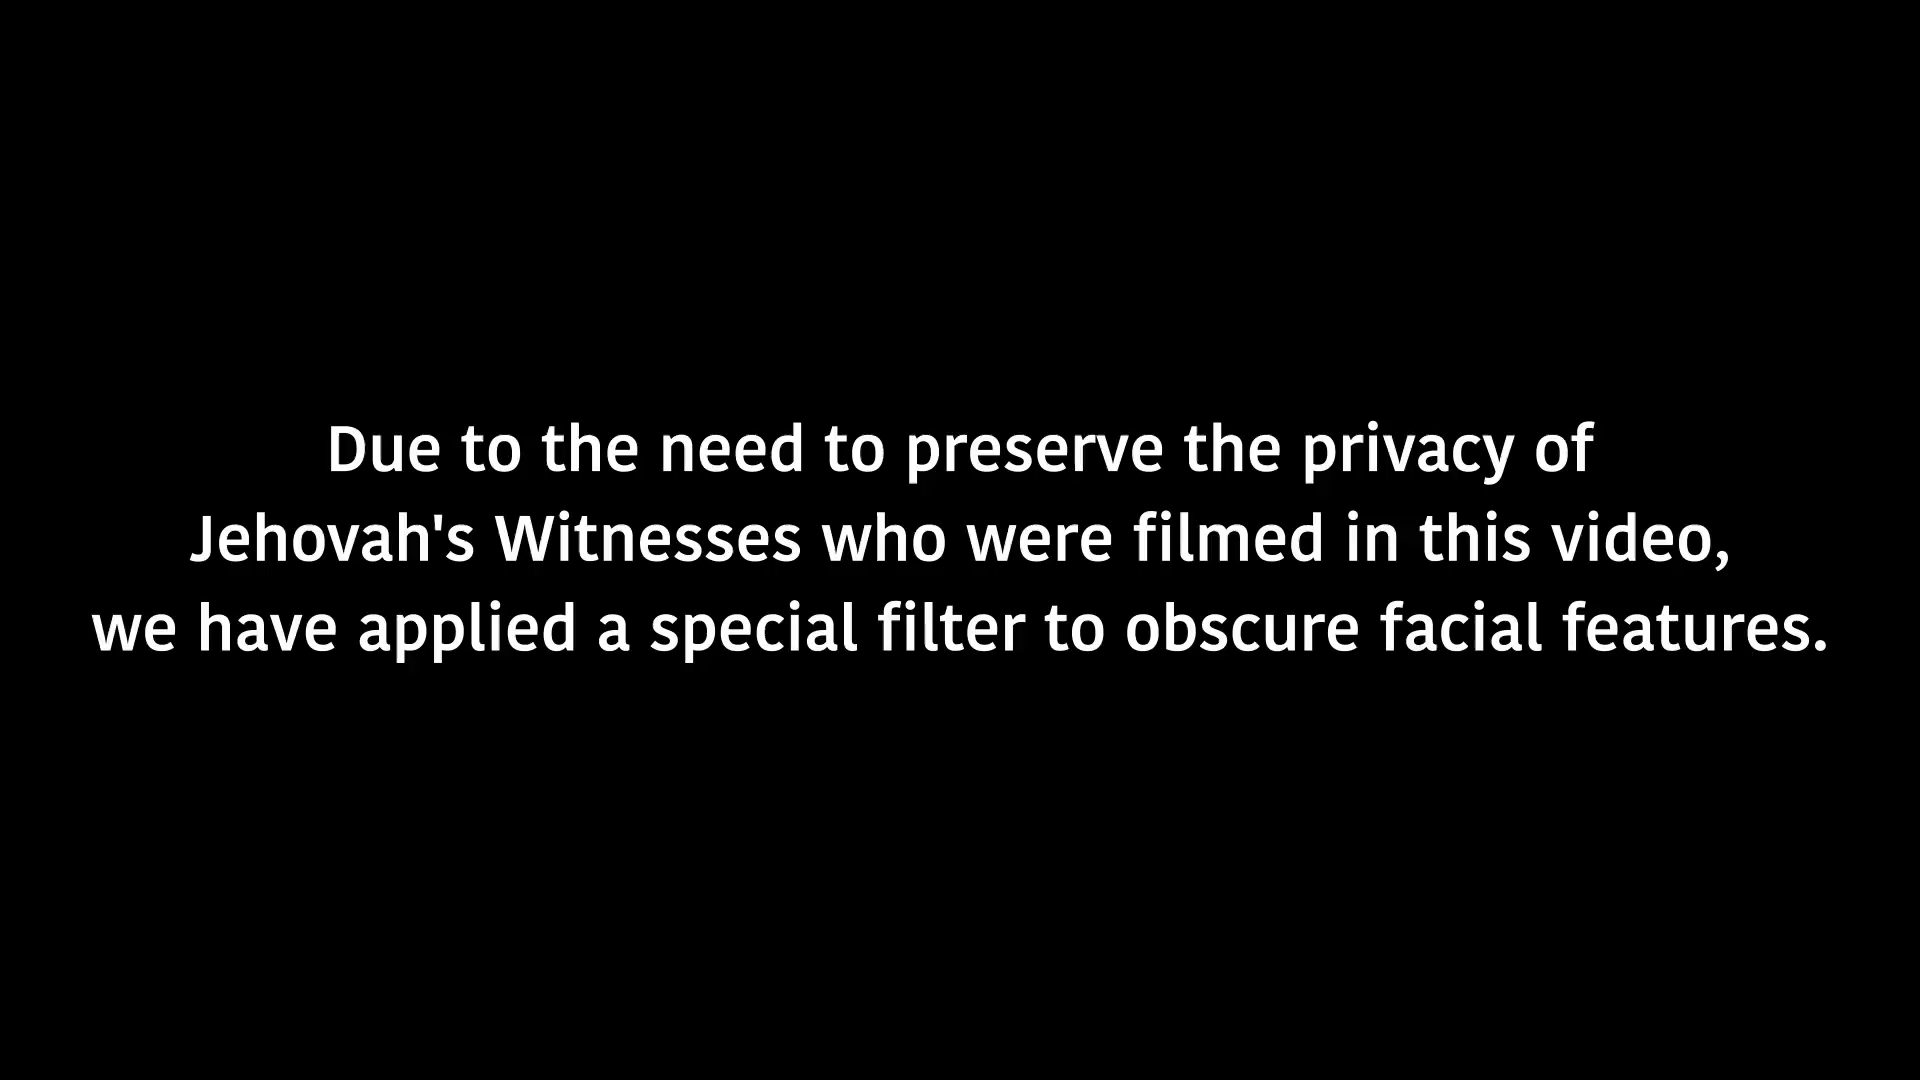 Due to the need to preserve the privacy of
Jehovah's Witnesses who were filmed in this video,
we have applied a special filter to obscure facial features.